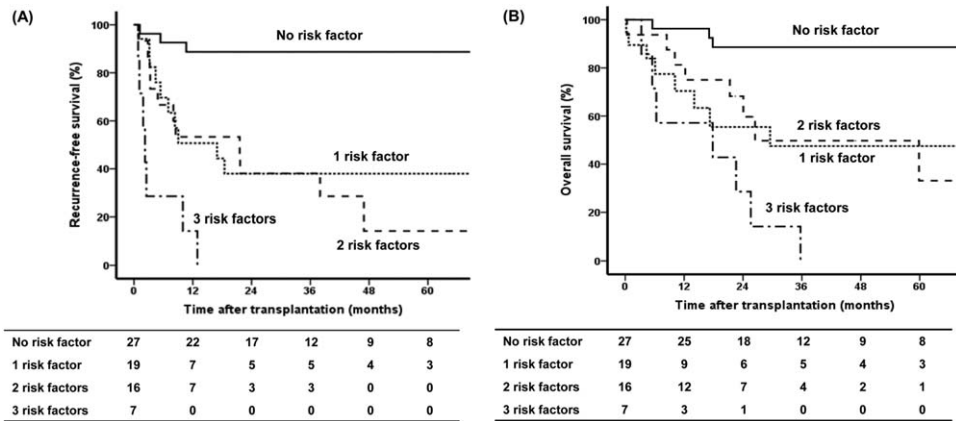 (A)
100
80
60
40
20
0
Recurrence-free survival (%)
No risk factor
1 risk factor
3 risk factors
2 risk factors
0 12 24 36 48 60
Time after transplantation (months)
No risk factor 27 22 17 12 9 8
1 risk factor 19 7 5 5 4 3
2 risk factors 16 7 3 3 0 0
3 risk factors 7 0 0 0 0 0
(B)
100
80
60
40
20
0
Overall survival (%)
No risk factor
2 risk factors
1 risk factor
3 risk factors
0 12 24 36 48 60
Time after transplantation (months)
No risk factor 27 25 18 12 9 8
1 risk factor 19 9 6 5 4 3
2 risk factors 16 12 7 4 2 1
3 risk factors 7 3 1 0 0 0